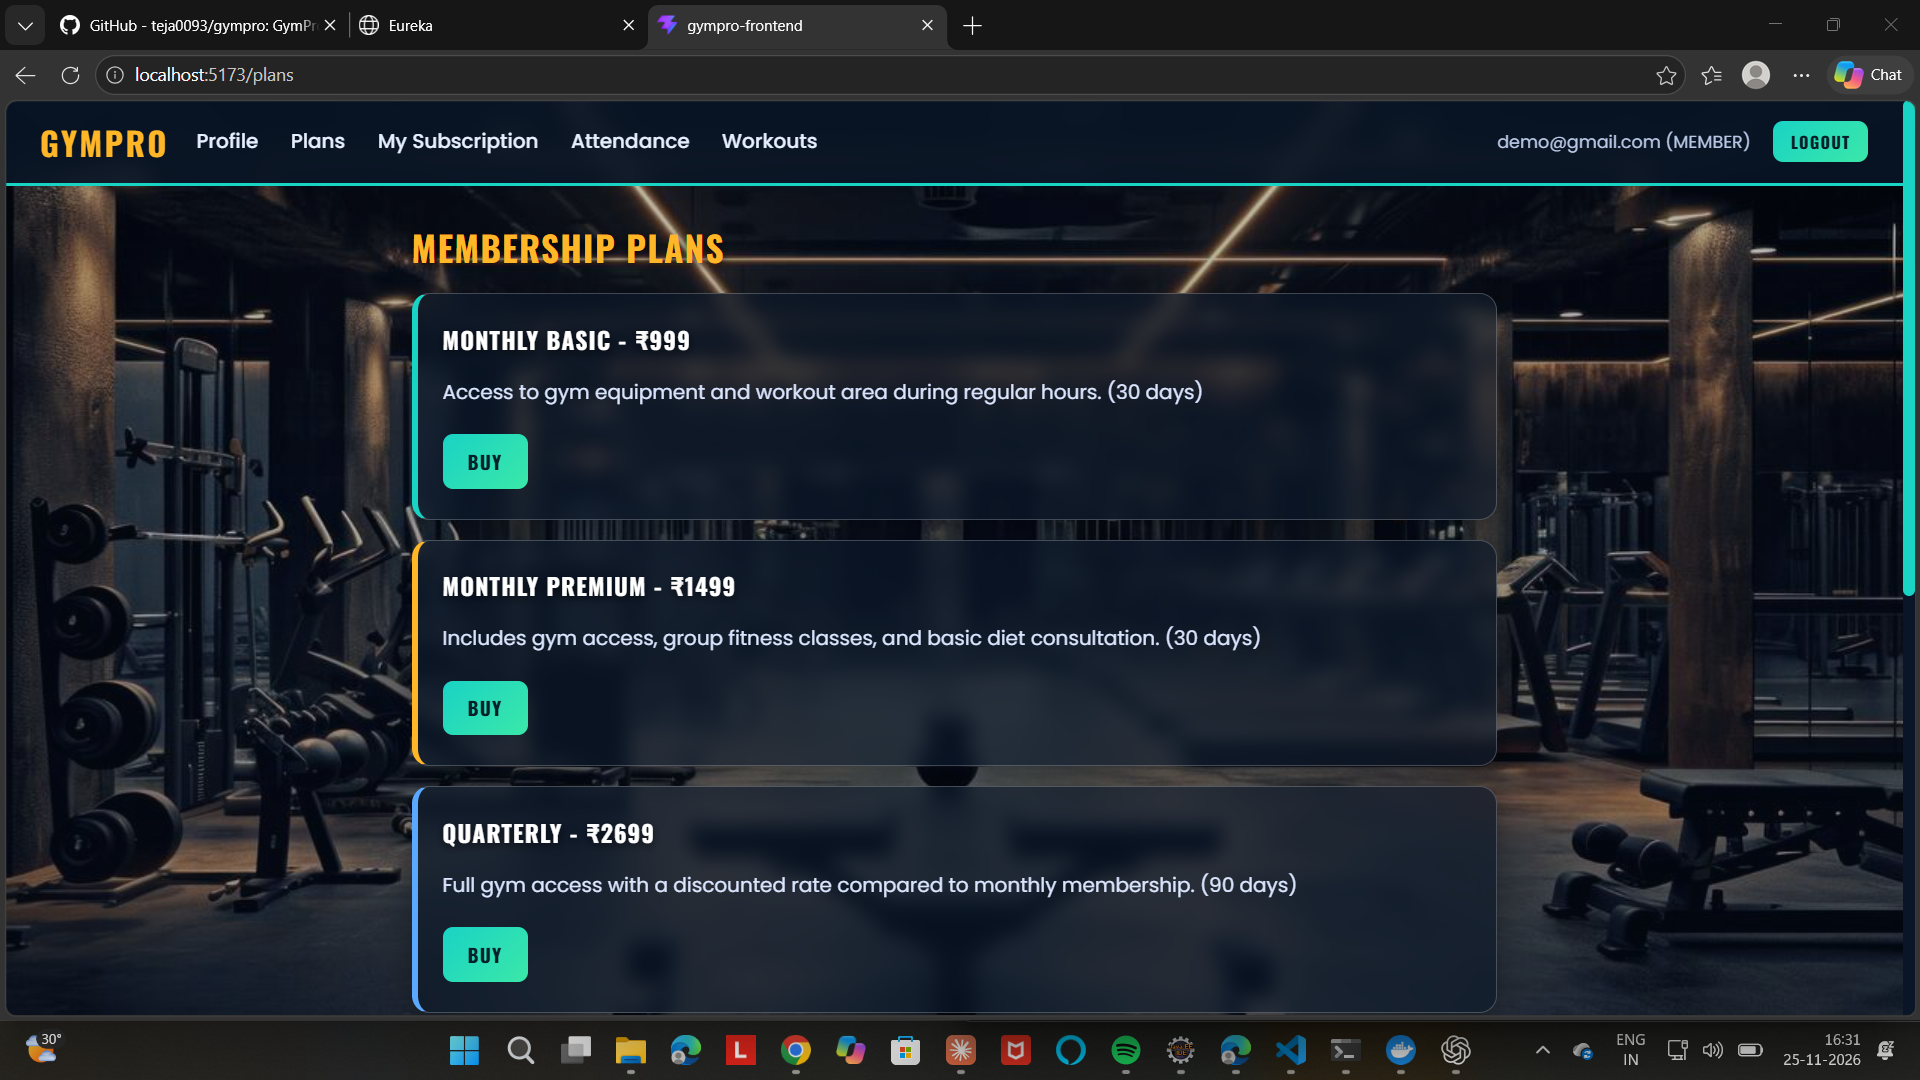 GitHub - teja0093/gympro: GymPr
Eureka
gympro-frontend
localhost:5173/plans
Chat
GYMPRO
Profile
Plans
My Subscription
Attendance
Workouts
demo@gmail.com (MEMBER)
LOGOUT
MEMBERSHIP PLANS
MONTHLY BASIC - ₹999
Access to gym equipment and workout area during regular hours. (30 days)
BUY
MONTHLY PREMIUM - ₹1499
Includes gym access, group fitness classes, and basic diet consultation. (30 days)
BUY
QUARTERLY - ₹2699
Full gym access with a discounted rate compared to monthly membership. (90 days)
BUY
30°
L
ENG
IN
16:31
25-11-2026